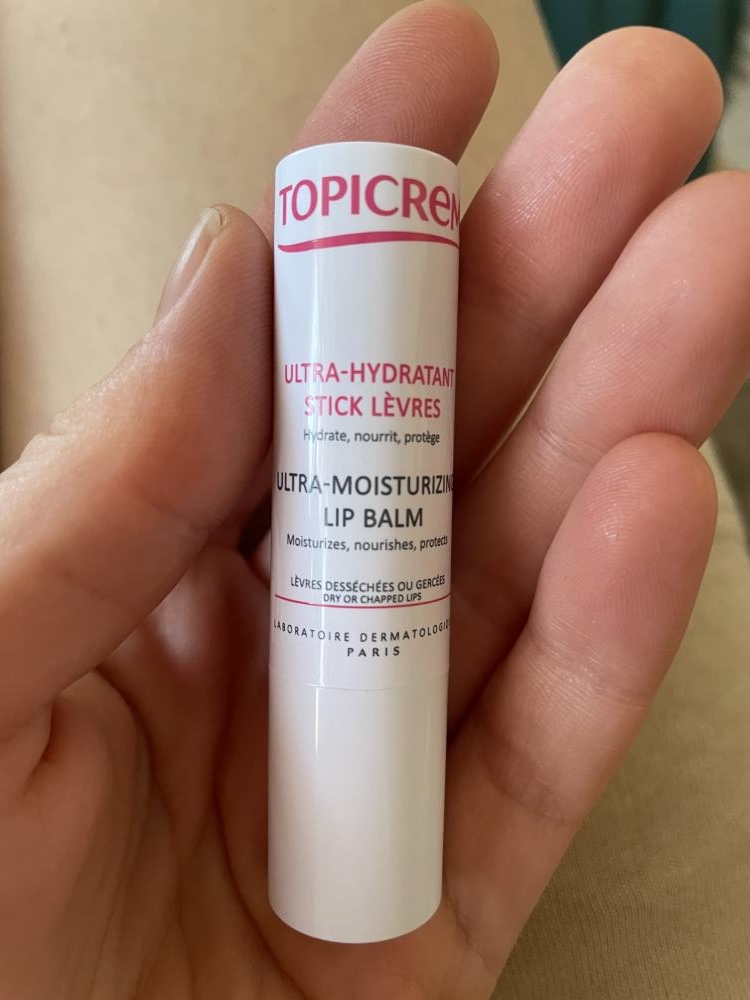 TOPICREM
ULTRA-HYDRATANT
STICK LÈVRES
Hydrate, nourrit, protège
ULTRA-MOISTURIZING
LIP BALM
Moisturizes, nourishes, protects
LÈVRES DESSÉCHÉES OU GERCÉES
DRY OR CHAPPED LIPS
LABORATOIRE DERMATOLOGIQUE
PARIS